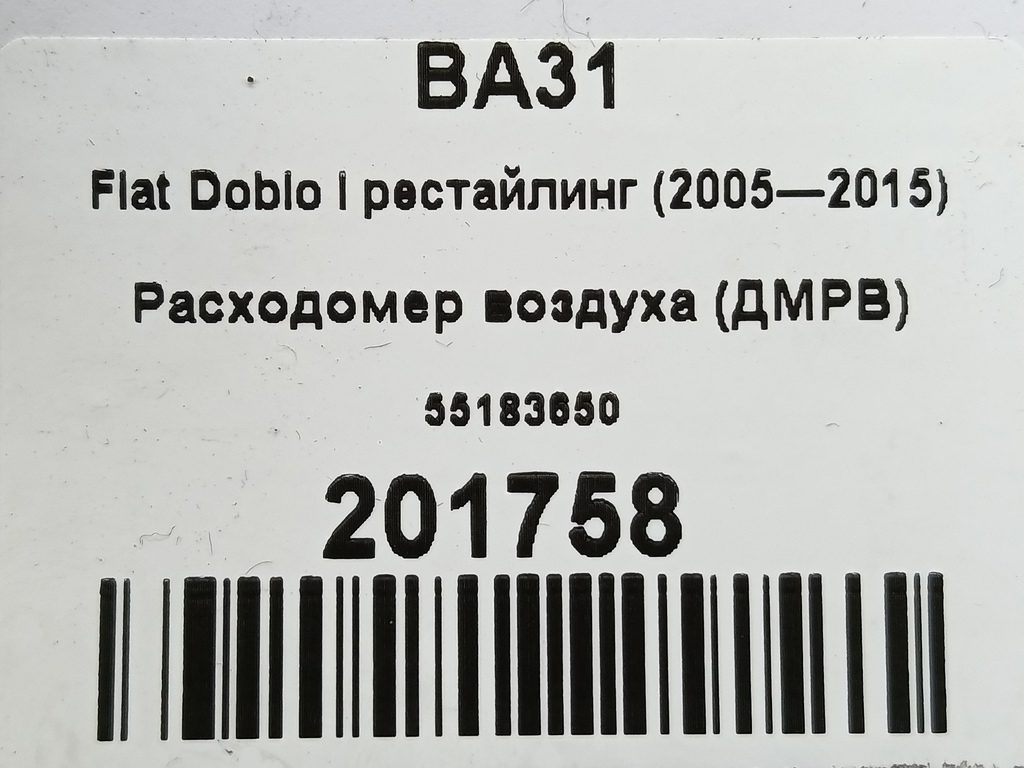 BA31
Fiat Doblo I рестайлинг (2005—2015)
Расходомер воздуха (ДМРВ)
55183650
201758